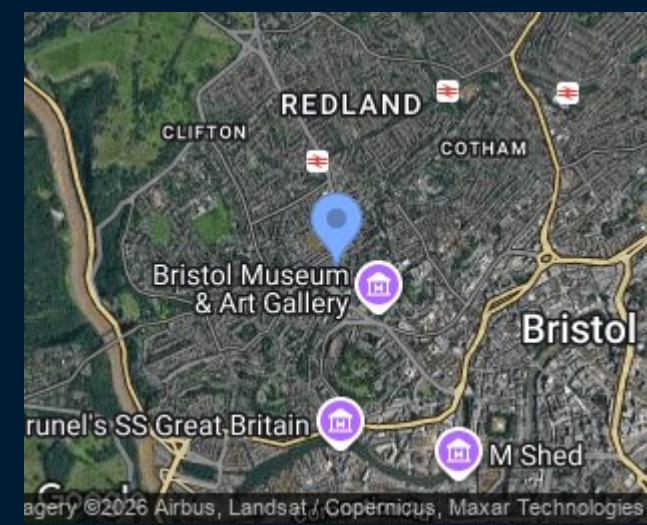 REDLAND
CLIFTON
COTHAM
Bristol Museum
& Art Gallery
Bristol
runel's SS Great Britain
M Shed
agery ©2026 Airbus, Landsat / Copernicus, Maxar Technologies